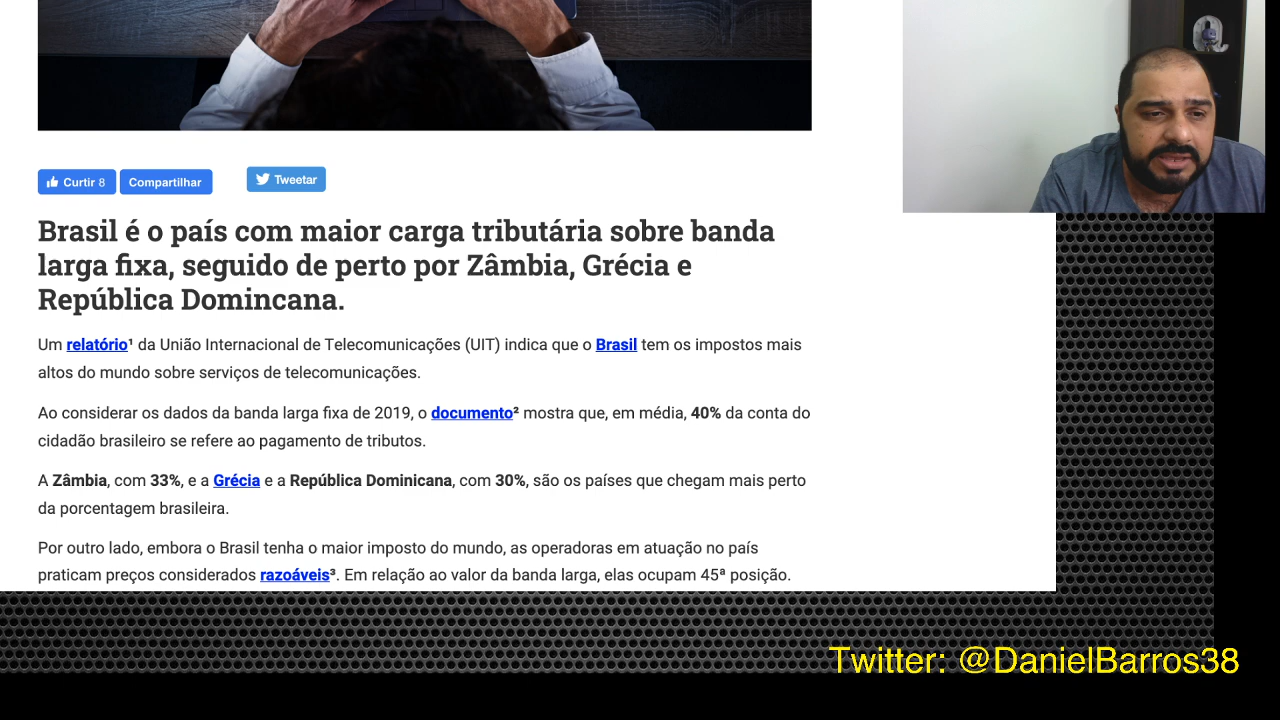 Curtir 8 Compartilhar Tweetar
Brasil é o país com maior carga tributária sobre banda
larga fixa, seguido de perto por Zâmbia, Grécia e
República Domincana.
Um relatório¹ da União Internacional de Telecomunicações (UIT) indica que o Brasil tem os impostos mais
altos do mundo sobre serviços de telecomunicações.
Ao considerar os dados da banda larga fixa de 2019, o documento² mostra que, em média, 40% da conta do
cidadão brasileiro se refere ao pagamento de tributos.
A Zâmbia, com 33%, e a Grécia e a República Dominicana, com 30%, são os países que chegam mais perto
da porcentagem brasileira.
Por outro lado, embora o Brasil tenha o maior imposto do mundo, as operadoras em atuação no país
praticam preços considerados razoáveis³. Em relação ao valor da banda larga, elas ocupam 45ª posição.
Twitter: @DanielBarros38